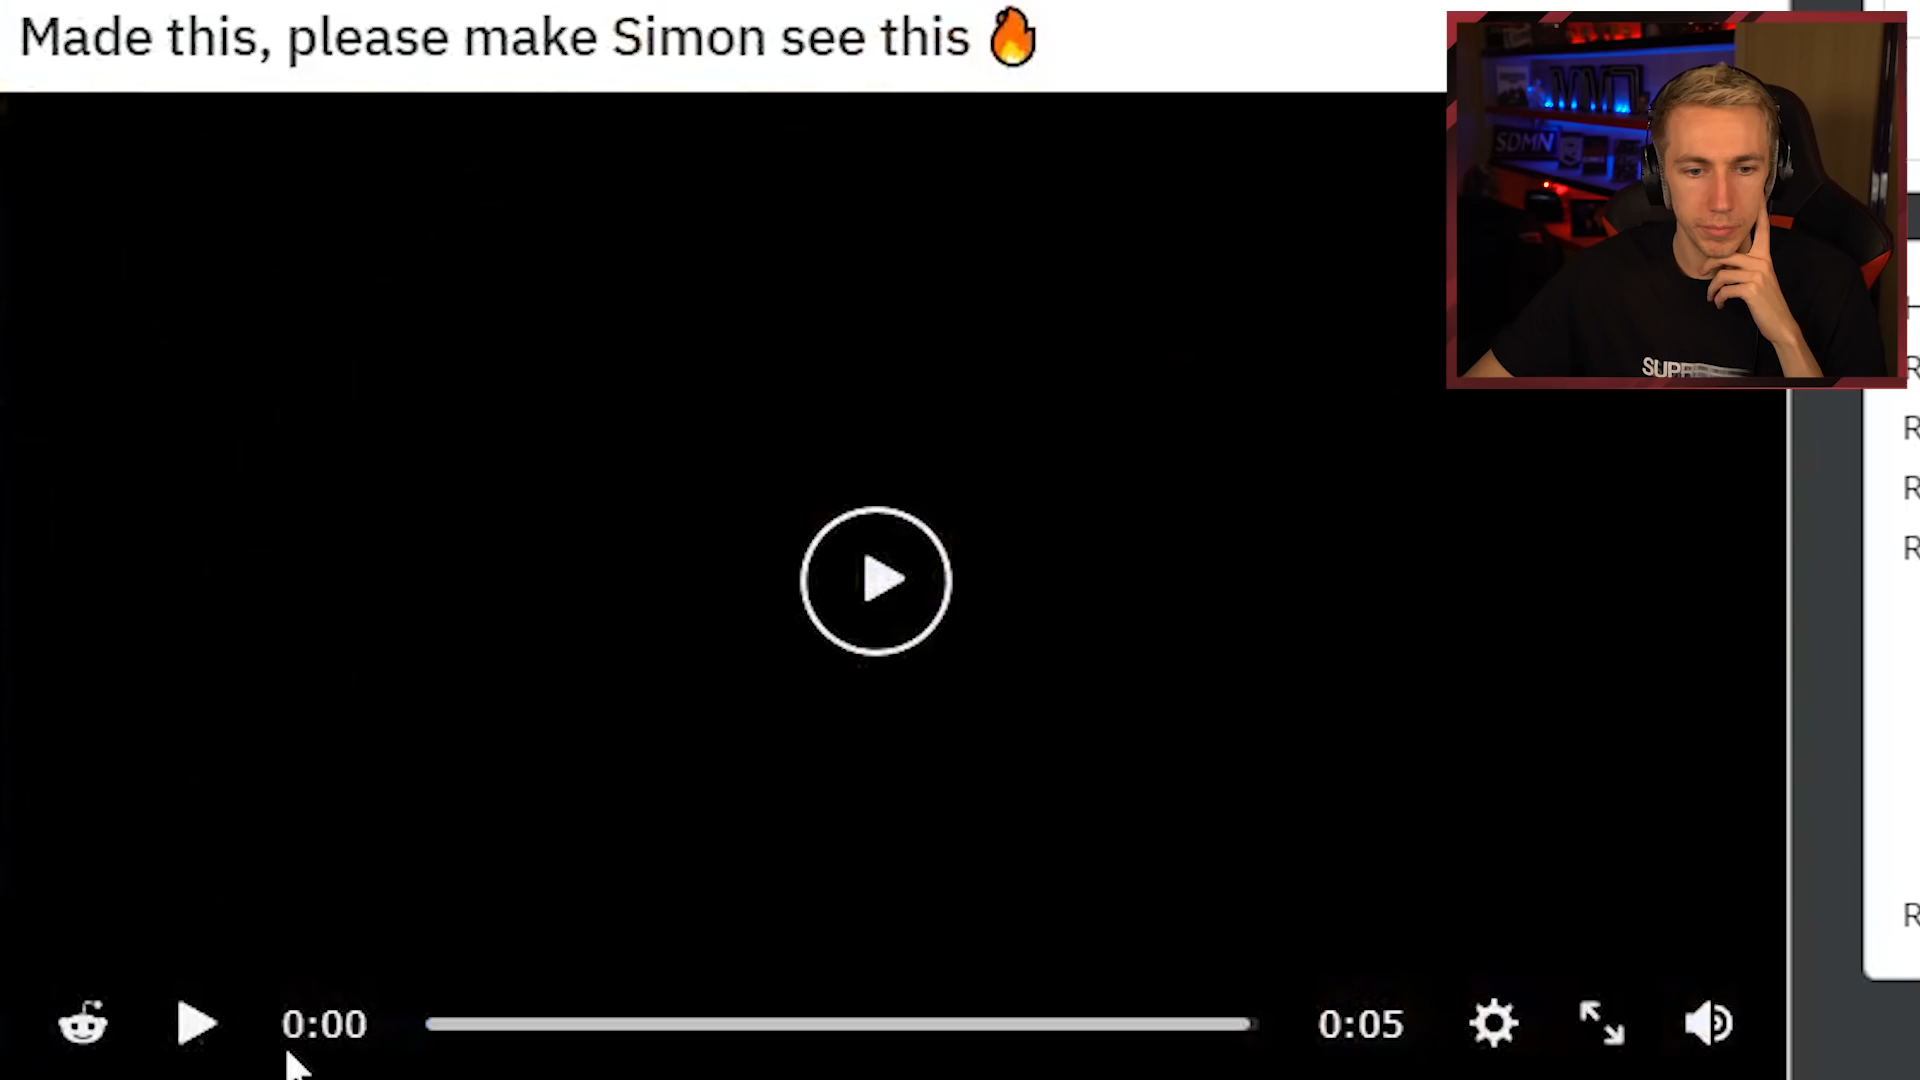 Made this, please make Simon see this 🔥
SDMN
SUPR
0:00
0:05
R
R
R
R
R